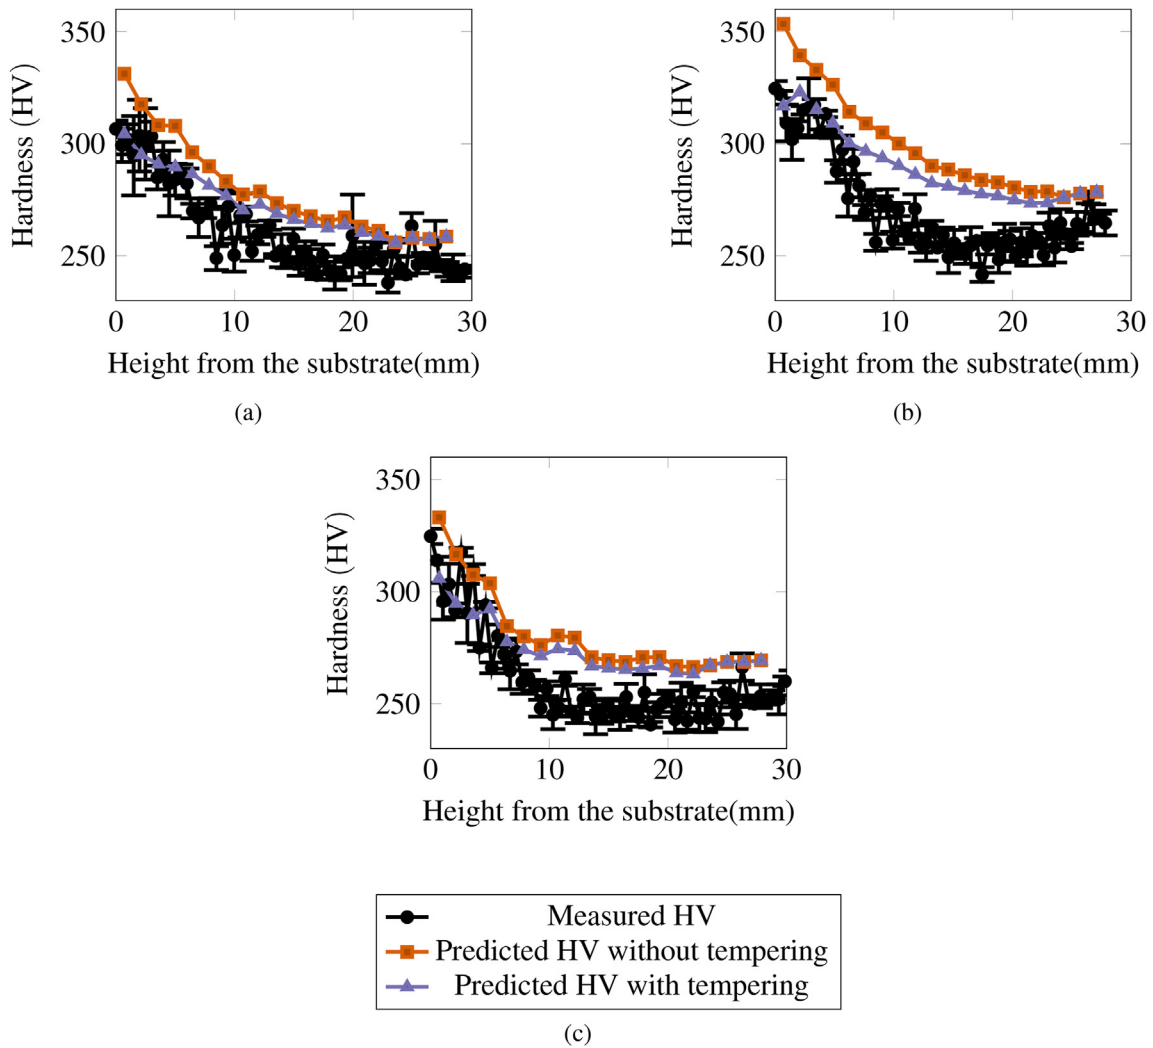 350
300
250
0
10
20
30
Hardness (HV)
Height from the substrate(mm)
(a)
350
300
250
0
10
20
30
Hardness (HV)
Height from the substrate(mm)
(b)
350
300
250
0
10
20
30
Hardness (HV)
Height from the substrate(mm)
Measured HV
Predicted HV without tempering
Predicted HV with tempering
(c)